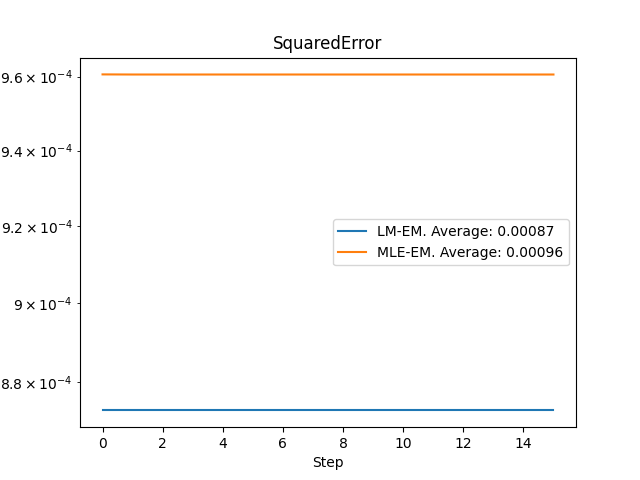 SquaredError
9.6 × 10⁻⁴
9.4 × 10⁻⁴
9.2 × 10⁻⁴
9 × 10⁻⁴
8.8 × 10⁻⁴
LM-EM. Average: 0.00087
MLE-EM. Average: 0.00096
0 2 4 6 8 10 12 14
Step